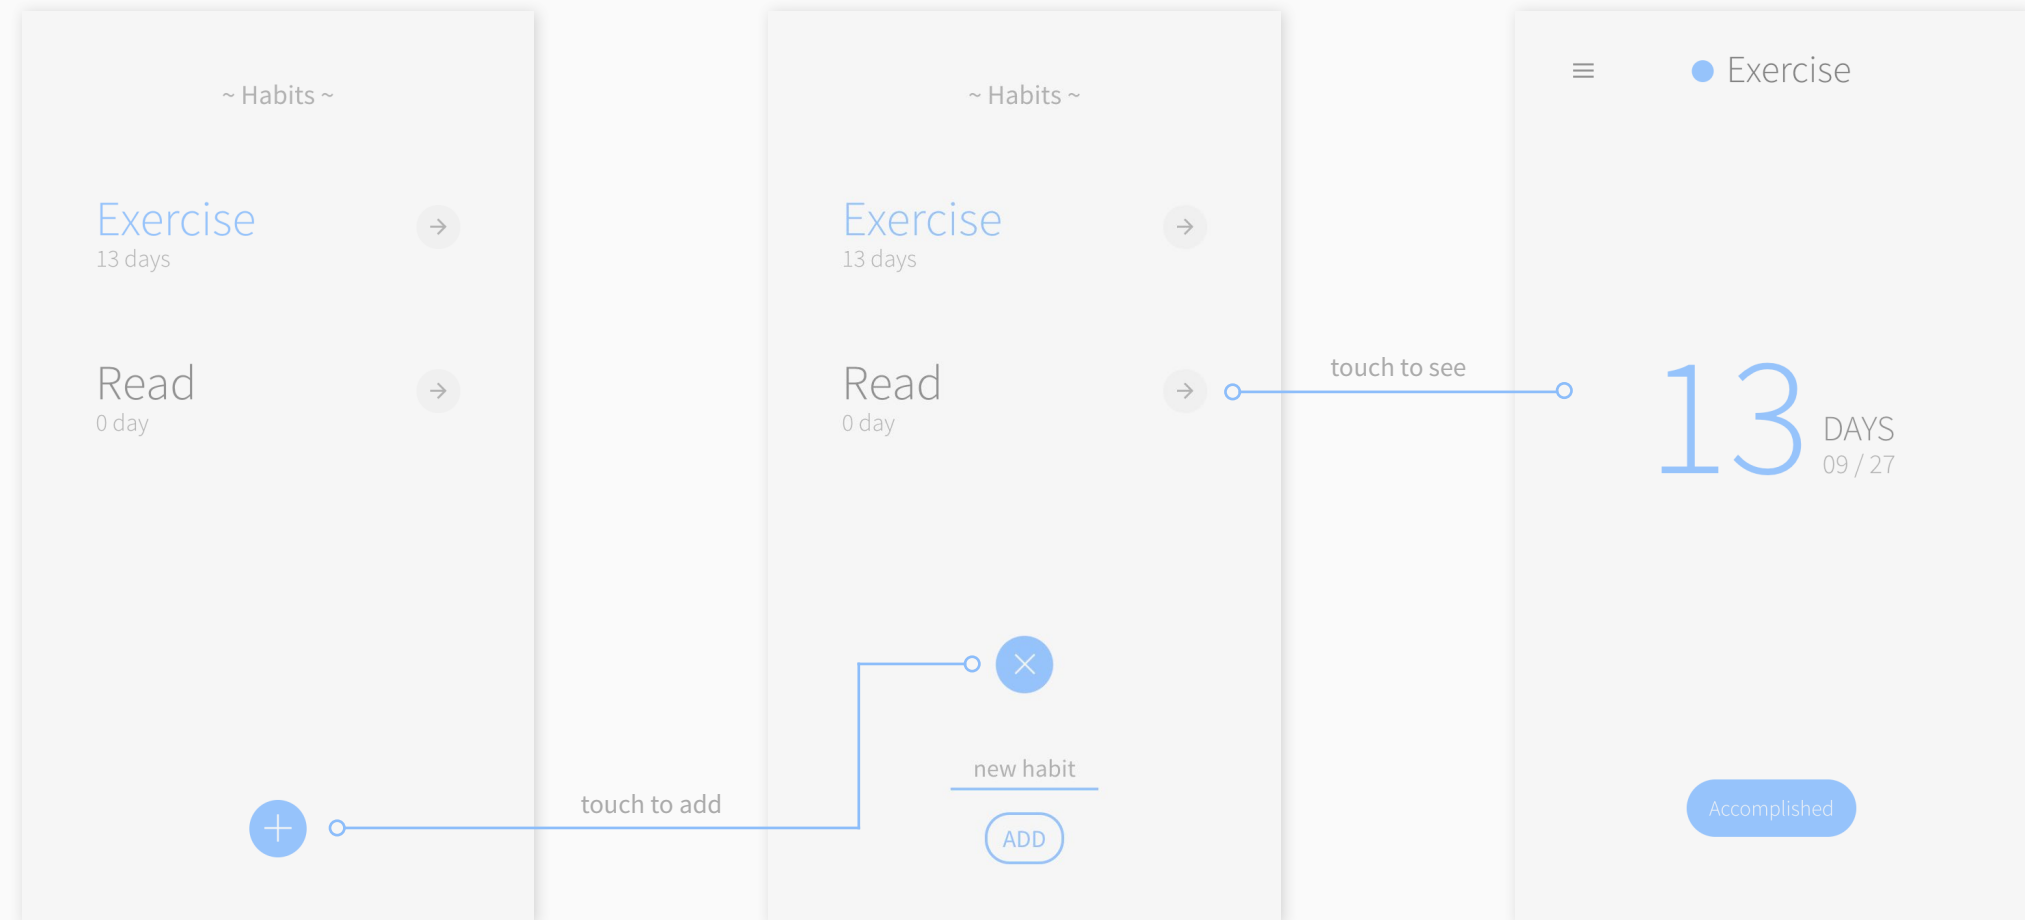 ~ Habits ~
Exercise
13 days
Read
0 day
touch to add
~ Habits ~
Exercise
13 days
Read
0 day
new habit
ADD
touch to see
Exercise
13 DAYS
09 / 27
Accomplished